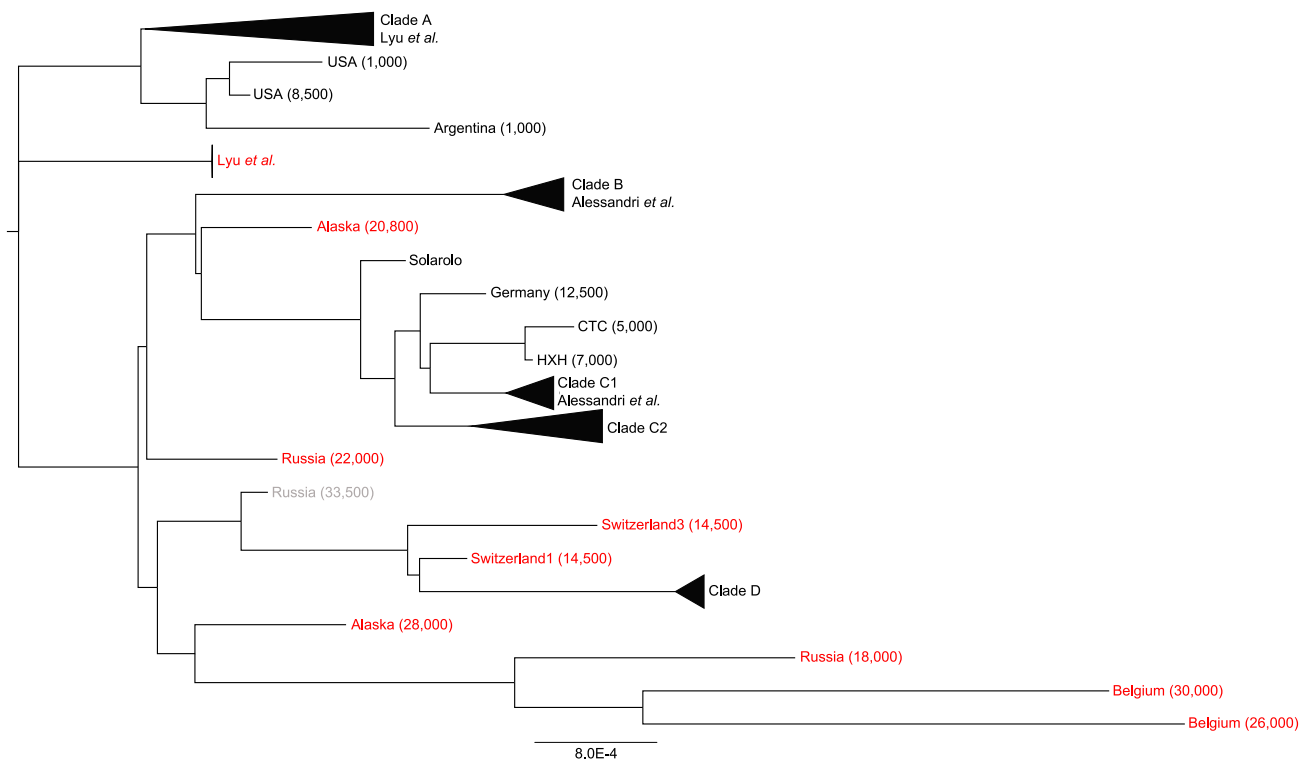 Clade A
Lyu et al.
USA (1,000)
USA (8,500)
Argentina (1,000)
Lyu et al.
Clade B
Alessandri et al.
Alaska (20,800)
Solarolo
Germany (12,500)
CTC (5,000)
HXH (7,000)
Clade C1
Alessandri et al.
Clade C2
Russia (22,000)
Russia (33,500)
Switzerland3 (14,500)
Switzerland1 (14,500)
Clade D
Alaska (28,000)
Russia (18,000)
Belgium (30,000)
Belgium (26,000)
8.0E-4